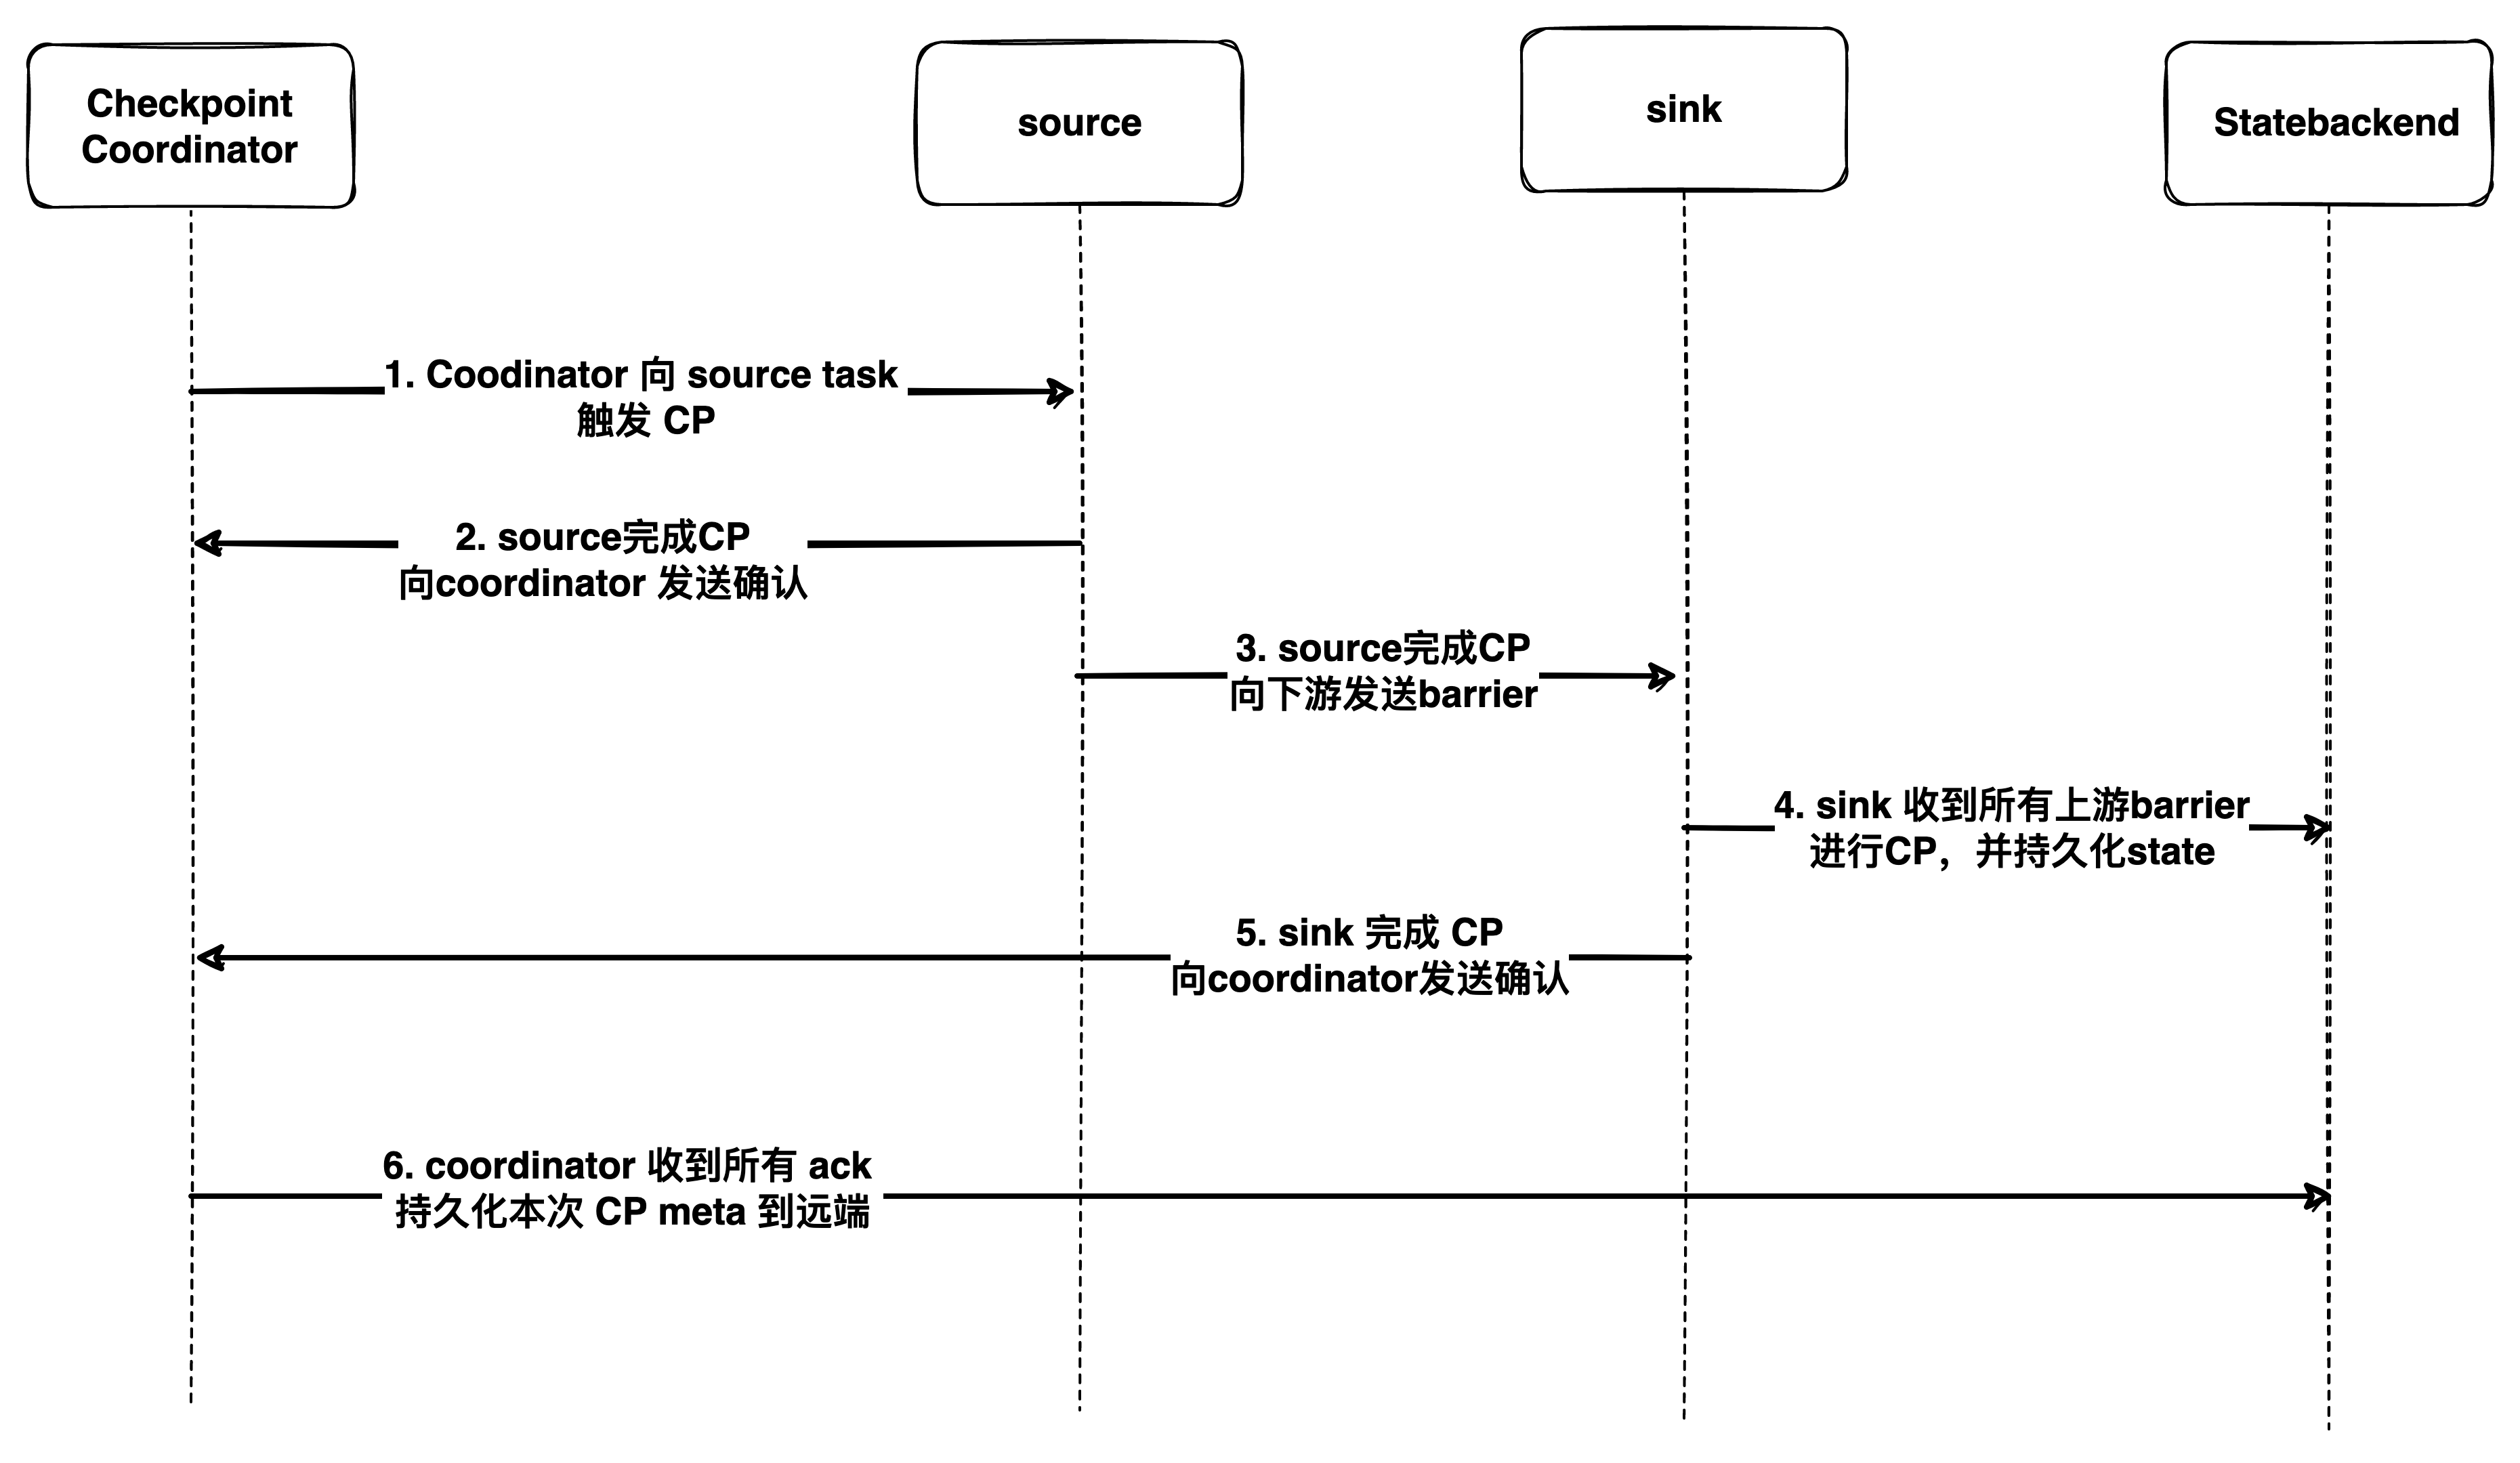 Checkpoint
Coordinator
source
sink
Statebackend
1. Coodinator 向 source task
触发 CP
2. source完成CP
向coordinator 发送确认
3. source完成CP
向下游发送barrier
4. sink 收到所有上游barrier
进行CP，并持久化state
5. sink 完成 CP
向coordinator发送确认
6. coordinator 收到所有 ack
持久化本次 CP meta 到远端